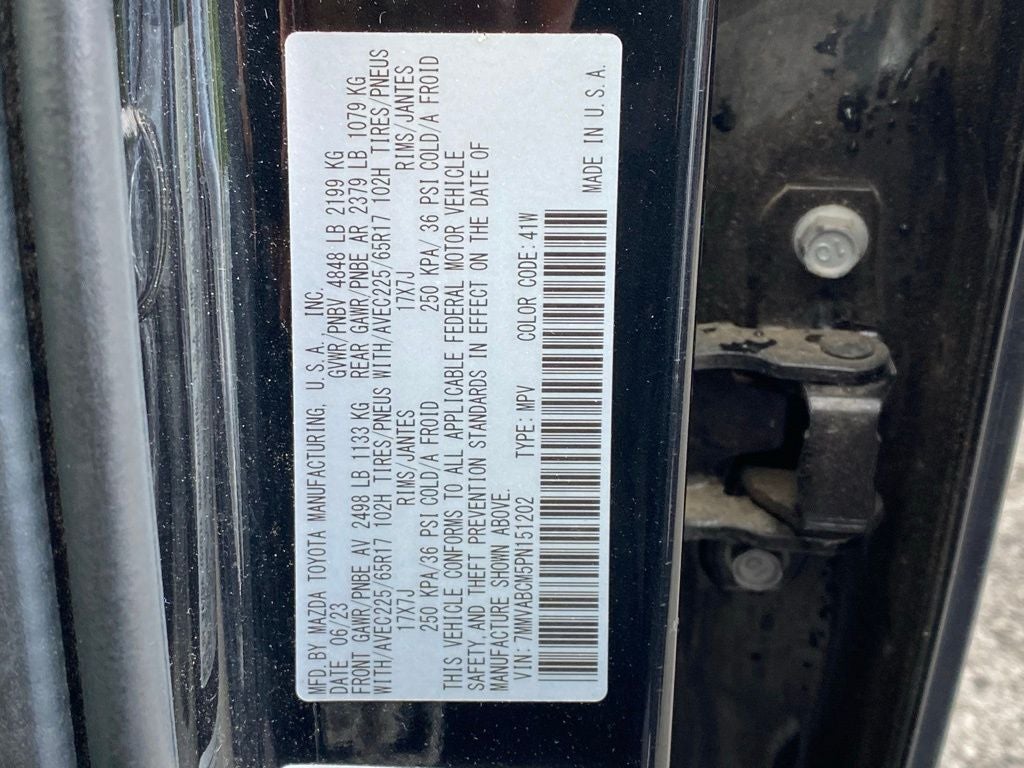 MFD BY MAZDA TOYOTA MANUFACTURING, U.S.A., INC.
DATE 06/23 GVWR/PNBV 4848 LB 2199 KG
FRONT GAWR/PNBE AV 2498 LB 1133 KG REAR GAWR/PNBE AR 2379 LB 1079 KG
WITH/AVEC225/65R17 102H TIRES/PNEUS WITH/AVEC225/65R17 102H TIRES/PNEUS
17X7J RIMS/JANTES 17X7J RIMS/JANTES
250 KPA/36 PSI COLD/A FROID 250 KPA/ 36 PSI COLD/A FROID
THIS VEHICLE CONFORMS TO ALL APPLICABLE FEDERAL MOTOR VEHICLE
SAFETY, AND THEFT PREVENTION STANDARDS IN EFFECT ON THE DATE OF
MANUFACTURE SHOWN ABOVE.
VIN: 7MMVABCM5PN151202 TYPE: MPV COLOR CODE: 41W
MADE IN U.S.A.